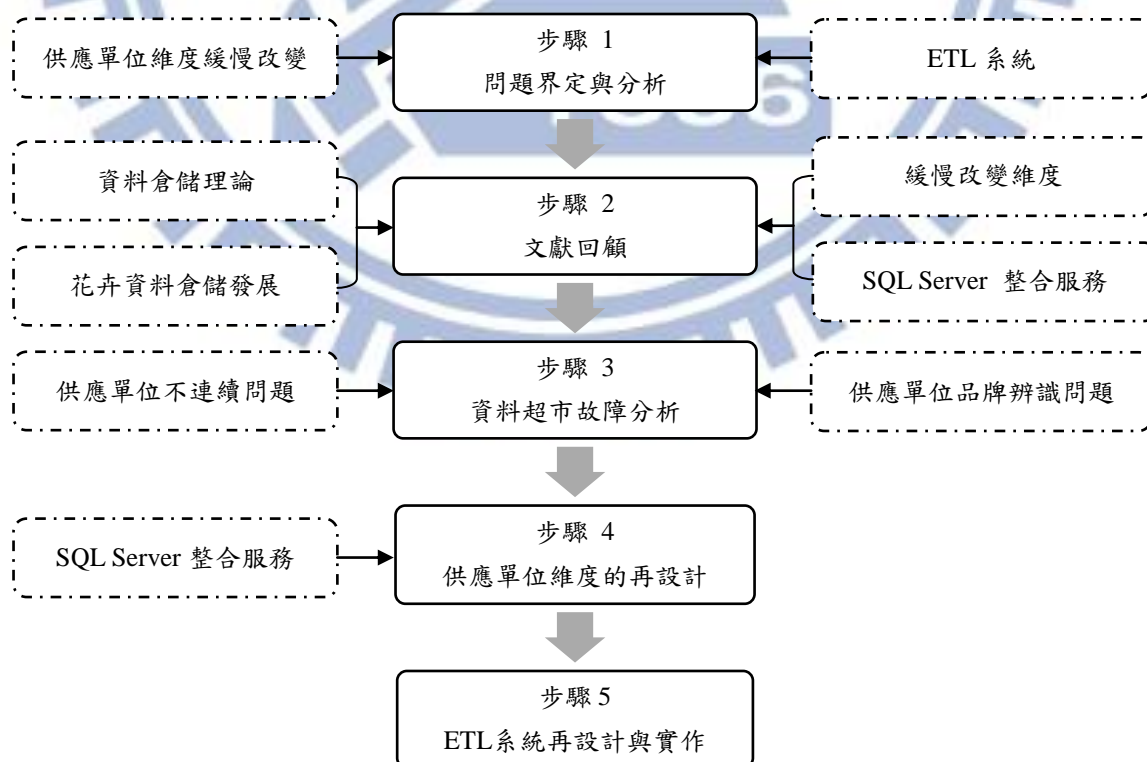 供應單位維度緩慢改變
步驟 1
問題界定與分析
ETL 系統
資料倉儲理論
花卉資料倉儲發展
步驟 2
文獻回顧
緩慢改變維度
SQL Server 整合服務
供應單位不連續問題
步驟 3
資料超市故障分析
供應單位品牌辨識問題
SQL Server 整合服務
步驟 4
供應單位維度的再設計
步驟 5
ETL系統再設計與實作